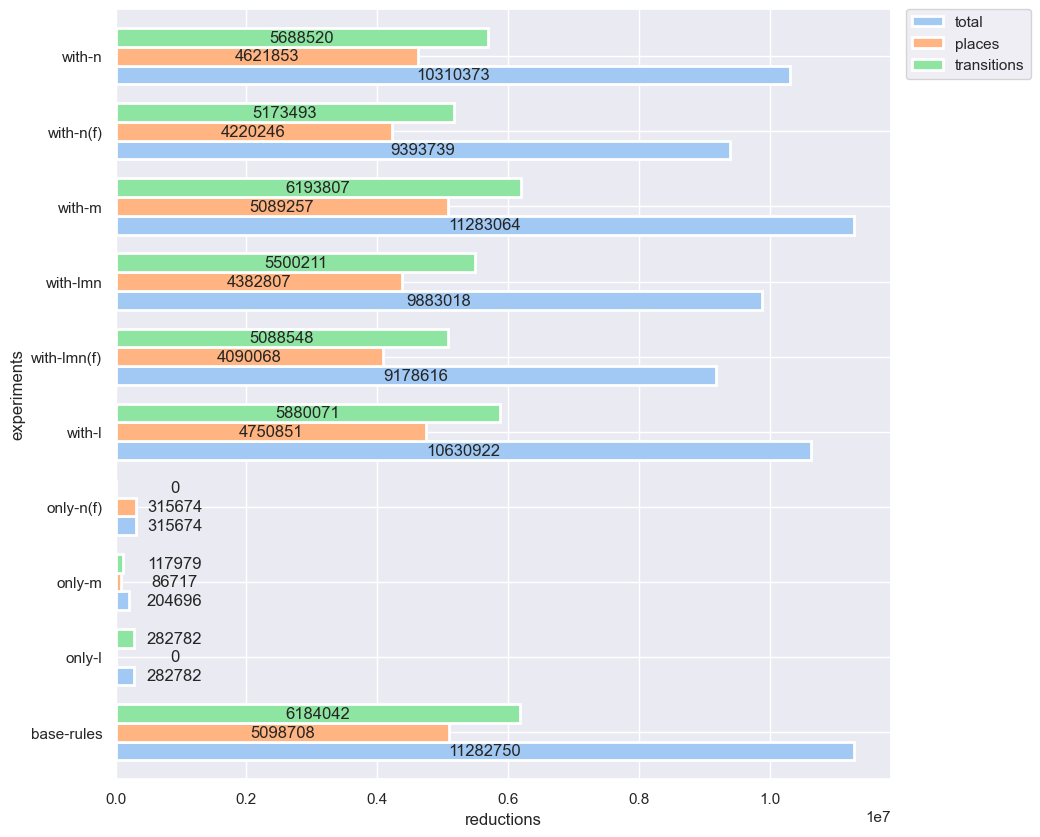 total
places
transitions
with-n
5688520
4621853
10310373
with-n(f)
5173493
4220246
9393739
with-m
6193807
5089257
11283064
with-lmn
5500211
4382807
9883018
with-lmn(f)
5088548
4090068
9178616
with-l
5880071
4750851
10630922
only-n(f)
0
315674
315674
only-m
117979
86717
204696
only-l
282782
0
282782
base-rules
6184042
5098708
11282750
experiments
0.0 0.2 0.4 0.6 0.8 1.0
1e7
reductions